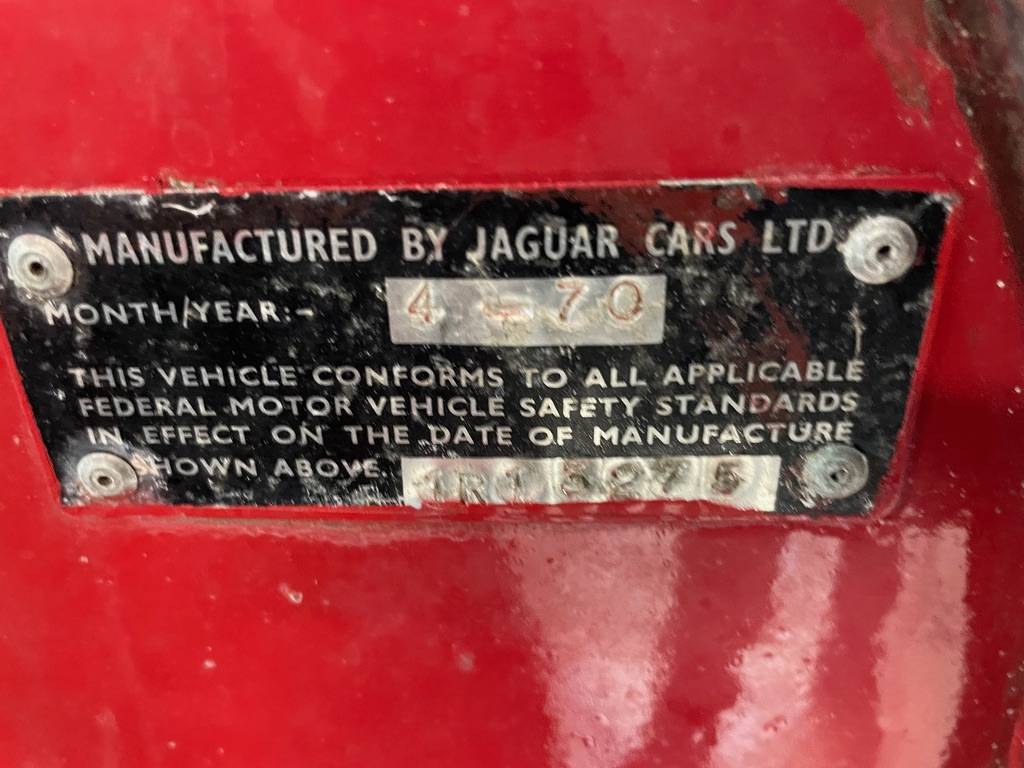 MANUFACTURED BY JAGUAR CARS LTD.
MONTH/YEAR:- 4 - 70
THIS VEHICLE CONFORMS TO ALL APPLICABLE
FEDERAL MOTOR VEHICLE SAFETY STANDARDS
IN EFFECT ON THE DATE OF MANUFACTURE
SHOWN ABOVE.